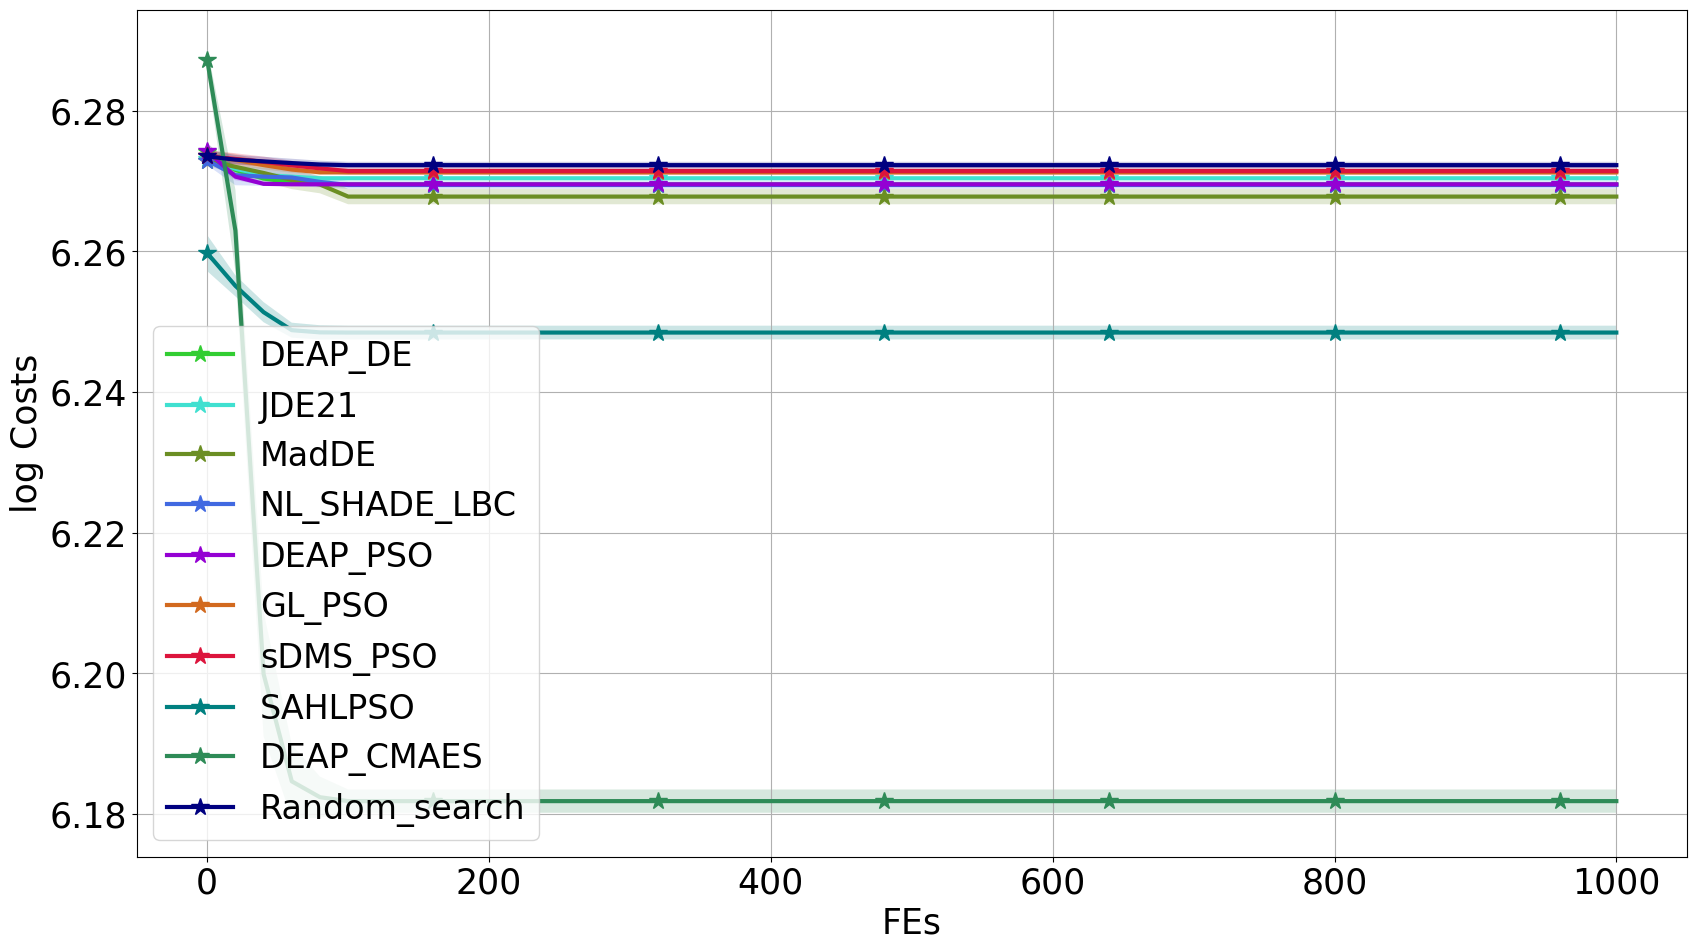 6.28
6.26
6.24
6.22
6.20
6.18
log Costs
DEAP_DE
JDE21
MadDE
NL_SHADE_LBC
DEAP_PSO
GL_PSO
sDMS_PSO
SAHLPSO
DEAP_CMAES
Random_search
0 200 400 600 800 1000
FEs